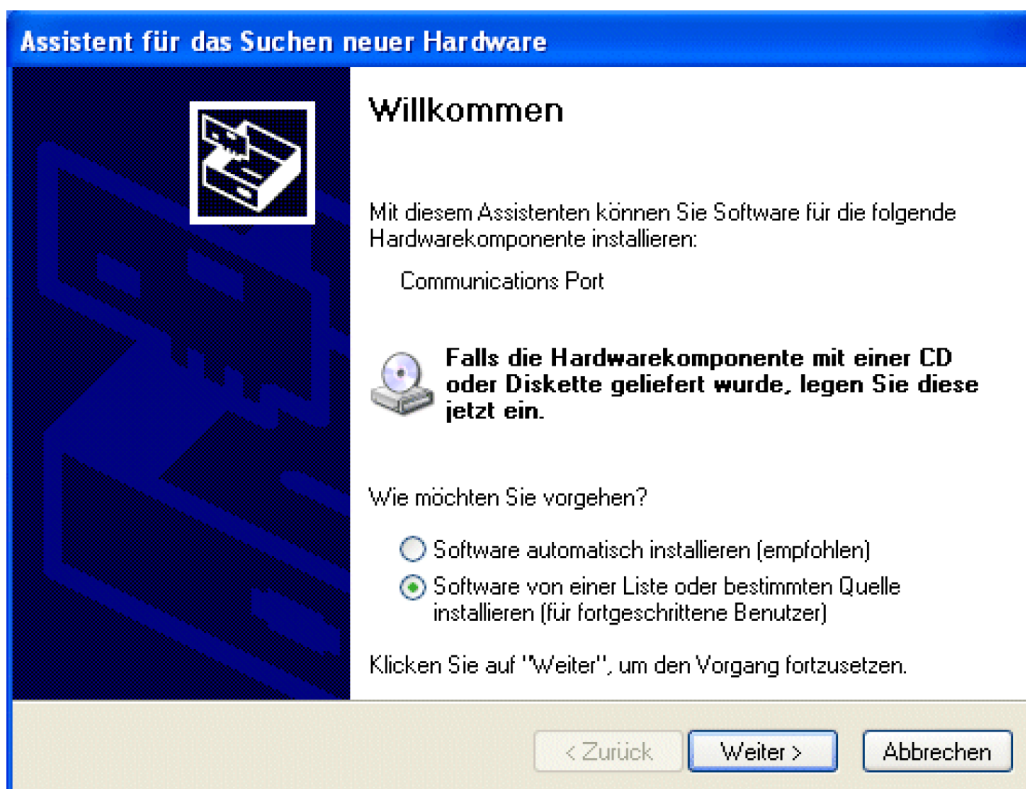 Assistent für das Suchen neuer Hardware
Willkommen
Mit diesem Assistenten können Sie Software für die folgende
Hardwarekomponente installieren:
Communications Port
Falls die Hardwarekomponente mit einer CD
oder Diskette geliefert wurde, legen Sie diese
jetzt ein.
Wie möchten Sie vorgehen?
Software automatisch installieren (empfohlen)
Software von einer Liste oder bestimmten Quelle
installieren (für fortgeschrittene Benutzer)
Klicken Sie auf "Weiter", um den Vorgang fortzusetzen.
< Zurück Weiter > Abbrechen